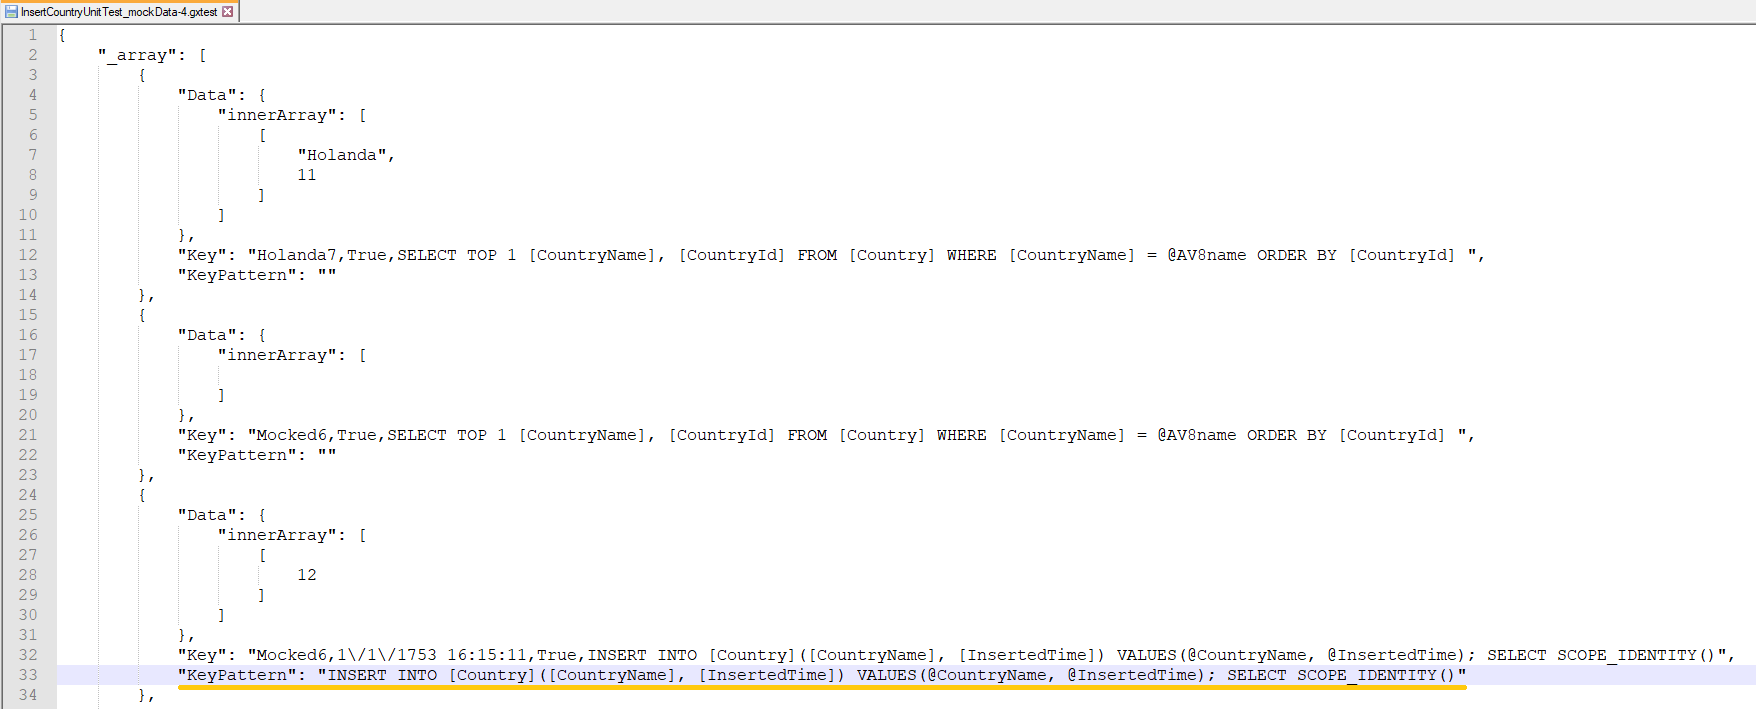 InsertCountryUnitTest_mockData-4.gxtest
1 {
2 "_array": [
3 {
4 "Data": {
5 "innerArray": [
6 [
7 "Holanda",
8 11
9 ]
10 ]
11 },
12 "Key": "Holanda7,True,SELECT TOP 1 [CountryName], [CountryId] FROM [Country] WHERE [CountryName] = @AV8name ORDER BY [CountryId] ",
13 "KeyPattern": ""
14 },
15 {
16 "Data": {
17 "innerArray": [
18
19 ]
20 },
21 "Key": "Mocked6,True,SELECT TOP 1 [CountryName], [CountryId] FROM [Country] WHERE [CountryName] = @AV8name ORDER BY [CountryId] ",
22 "KeyPattern": ""
23 },
24 {
25 "Data": {
26 "innerArray": [
27 [
28 12
29 ]
30 ]
31 },
32 "Key": "Mocked6,1\/1\/1753 16:15:11,True,INSERT INTO [Country]([CountryName], [InsertedTime]) VALUES(@CountryName, @InsertedTime); SELECT SCOPE_IDENTITY()",
33 "KeyPattern": "INSERT INTO [Country]([CountryName], [InsertedTime]) VALUES(@CountryName, @InsertedTime); SELECT SCOPE_IDENTITY()"
34 },